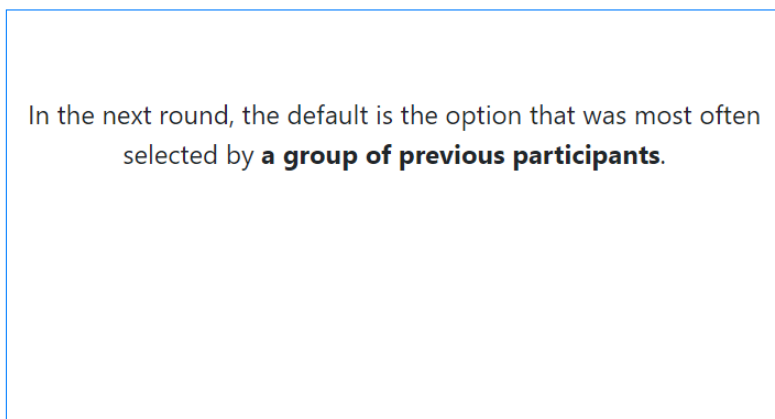 In the next round, the default is the option that was most often
selected by a group of previous participants.